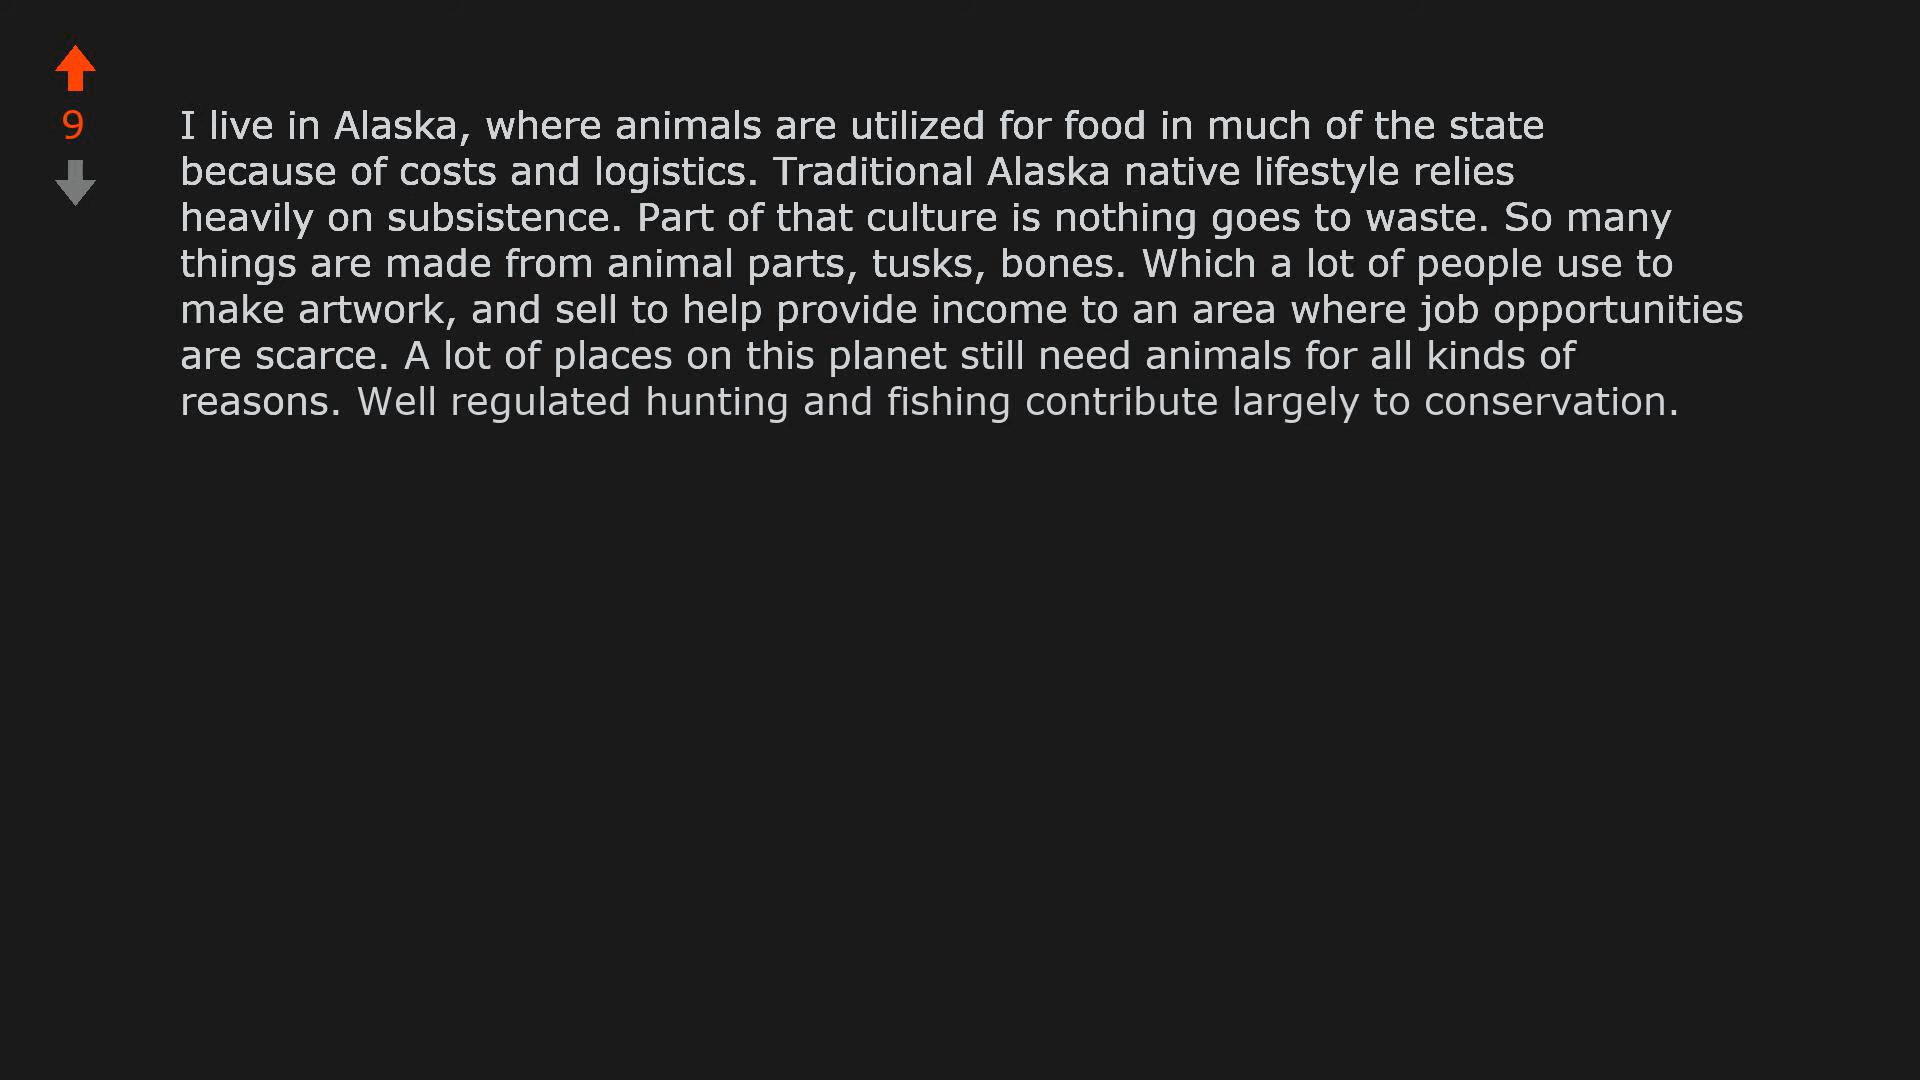 9
I live in Alaska, where animals are utilized for food in much of the state
because of costs and logistics. Traditional Alaska native lifestyle relies
heavily on subsistence. Part of that culture is nothing goes to waste. So many
things are made from animal parts, tusks, bones. Which a lot of people use to
make artwork, and sell to help provide income to an area where job opportunities
are scarce. A lot of places on this planet still need animals for all kinds of
reasons. Well regulated hunting and fishing contribute largely to conservation.